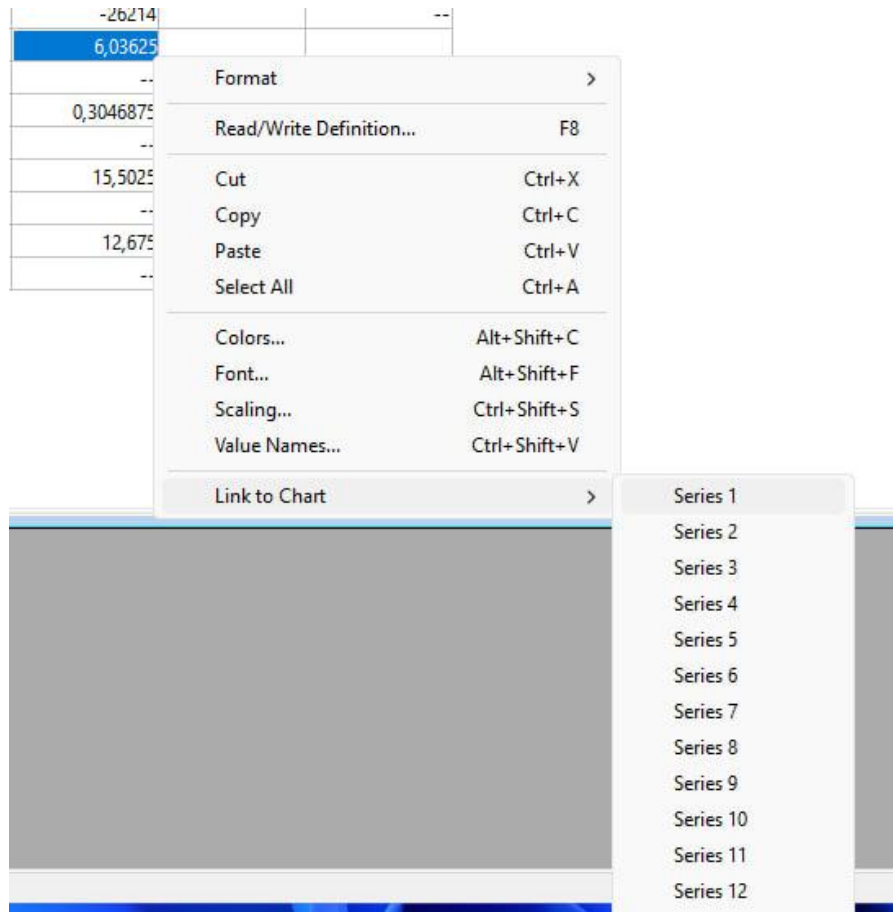 -26214 --
6,03625
--
0,3046875
--
15,5025
--
12,675
--
Format >
Read/Write Definition... F8
Cut Ctrl+X
Copy Ctrl+C
Paste Ctrl+V
Select All Ctrl+A
Colors... Alt+Shift+C
Font... Alt+Shift+F
Scaling... Ctrl+Shift+S
Value Names... Ctrl+Shift+V
Link to Chart >
Series 1
Series 2
Series 3
Series 4
Series 5
Series 6
Series 7
Series 8
Series 9
Series 10
Series 11
Series 12